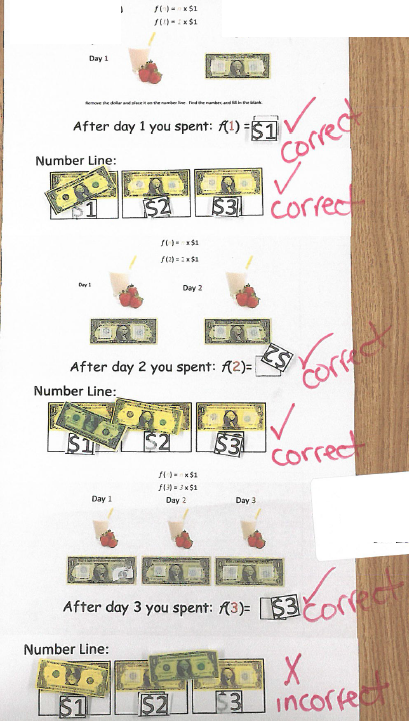 f( ) = x $1
f( ) = x $1
Day 1
Remove the dollar and place it on the number line. Find the number, and fill in the blank.
After day 1 you spent: f(1) = $1
correct
Number Line:
$1 $2 $3
correct
f( ) = x $1
f(2) = 2 x $1
Day 1 Day 2
After day 2 you spent: f(2)= $2
correct
Number Line:
$1 $2 $3
correct
f( ) = x $1
f(3) = 3 x $1
Day 1 Day 2 Day 3
After day 3 you spent: f(3)= $3
correct
Number Line:
$1 $2 $3
X
incorrect